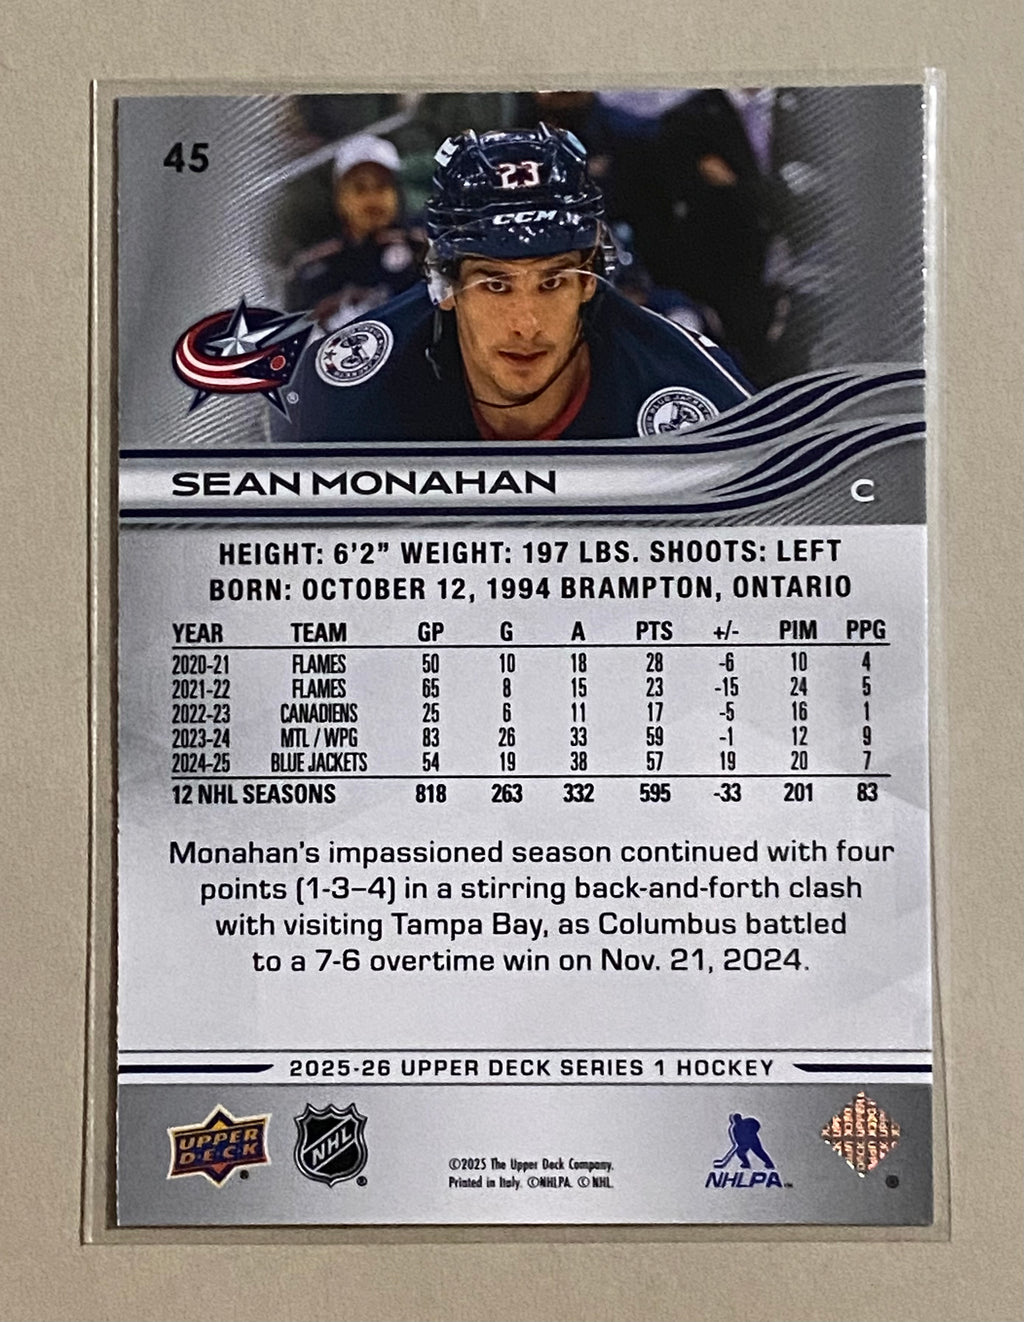 45
23
CCM
SEAN MONAHAN
C
HEIGHT: 6'2" WEIGHT: 197 LBS. SHOOTS: LEFT
BORN: OCTOBER 12, 1994 BRAMPTON, ONTARIO
YEAR TEAM GP G A PTS +/- PIM PPG
2020-21 FLAMES 50 10 18 28 -6 10 4
2021-22 FLAMES 65 8 15 23 -15 24 5
2022-23 CANADIENS 25 6 11 17 -5 16 1
2023-24 MTL / WPG 83 26 33 59 -1 12 9
2024-25 BLUE JACKETS 54 19 38 57 19 20 7
12 NHL SEASONS 818 263 332 595 -33 201 83
Monahan's impassioned season continued with four
points (1-3–4) in a stirring back-and-forth clash
with visiting Tampa Bay, as Columbus battled
to a 7-6 overtime win on Nov. 21, 2024.
2025-26 UPPER DECK SERIES 1 HOCKEY
UPPER DECK ®
NHL ®
©2025 The Upper Deck Company.
Printed in Italy. ©NHLPA. © NHL.
NHLPA™